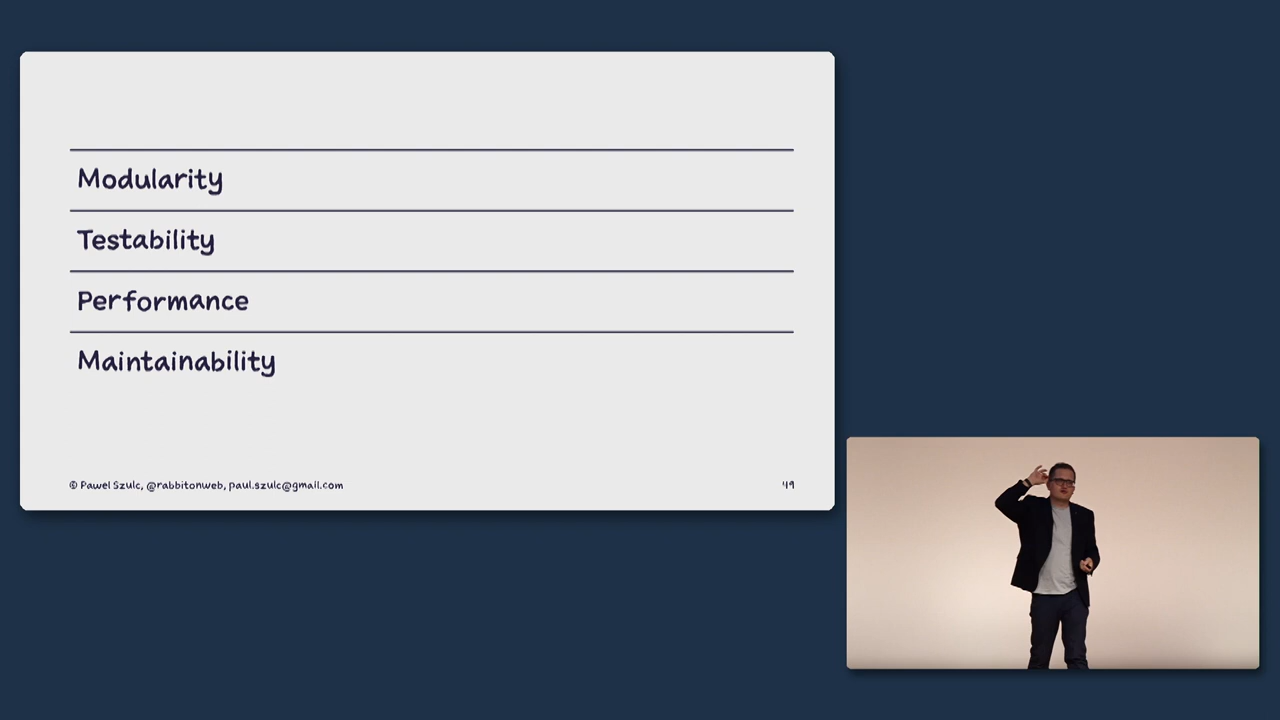 Modularity
Testability
Performance
Maintainability
© Pawel Szulc, @rabbitonweb, paul.szulc@gmail.com
49